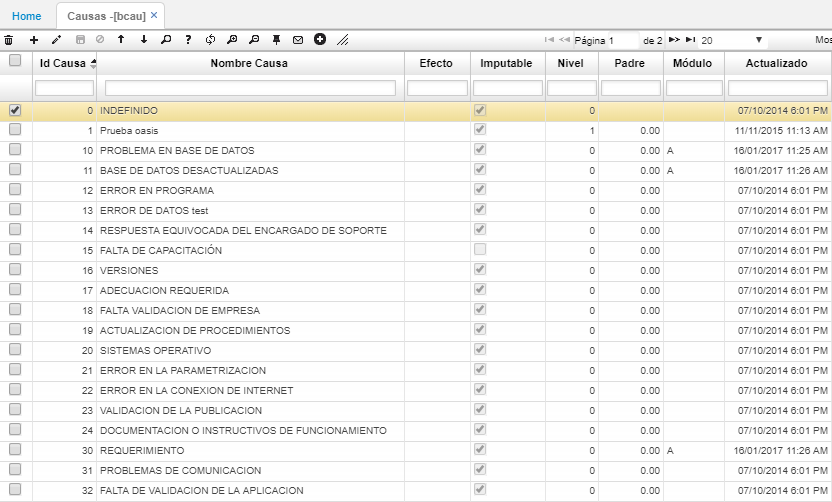 Home Causas -[bcau] ×
Página 1 de 2 20 Mos
Id Causa Nombre Causa Efecto Imputable Nivel Padre Módulo Actualizado
0 INDEFINIDO 0 07/10/2014 6:01 PM
1 Prueba oasis 1 0.00 11/11/2015 11:13 AM
10 PROBLEMA EN BASE DE DATOS 0 0.00 A 16/01/2017 11:25 AM
11 BASE DE DATOS DESACTUALIZADAS 0 0.00 A 16/01/2017 11:26 AM
12 ERROR EN PROGRAMA 0 0.00 07/10/2014 6:01 PM
13 ERROR DE DATOS test 0 0.00 07/10/2014 6:01 PM
14 RESPUESTA EQUIVOCADA DEL ENCARGADO DE SOPORTE 0 0.00 07/10/2014 6:01 PM
15 FALTA DE CAPACITACIÓN 0 0.00 07/10/2014 6:01 PM
16 VERSIONES 0 0.00 07/10/2014 6:01 PM
17 ADECUACION REQUERIDA 0 0.00 07/10/2014 6:01 PM
18 FALTA VALIDACION DE EMPRESA 0 0.00 07/10/2014 6:01 PM
19 ACTUALIZACION DE PROCEDIMIENTOS 0 0.00 07/10/2014 6:01 PM
20 SISTEMAS OPERATIVO 0 0.00 07/10/2014 6:01 PM
21 ERROR EN LA PARAMETRIZACION 0 0.00 07/10/2014 6:01 PM
22 ERROR EN LA CONEXION DE INTERNET 0 0.00 07/10/2014 6:01 PM
23 VALIDACION DE LA PUBLICACION 0 0.00 07/10/2014 6:01 PM
24 DOCUMENTACION O INSTRUCTIVOS DE FUNCIONAMIENTO 0 0.00 07/10/2014 6:01 PM
30 REQUERIMIENTO 0 0.00 A 16/01/2017 11:26 AM
31 PROBLEMAS DE COMUNICACION 0 0.00 07/10/2014 6:01 PM
32 FALTA DE VALIDACION DE LA APLICACION 0 0.00 07/10/2014 6:01 PM